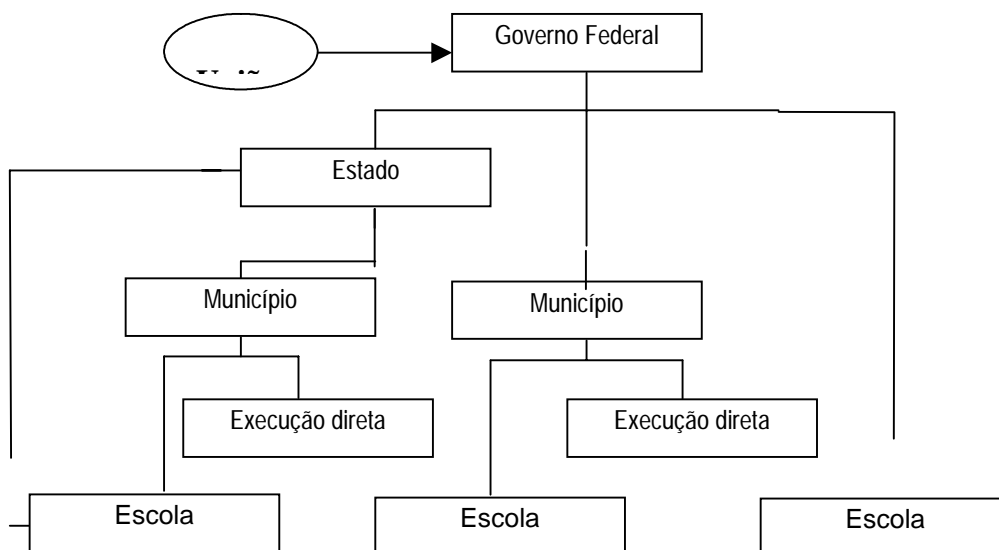 Governo Federal
Estado
Município
Município
Execução direta
Execução direta
Escola
Escola
Escola